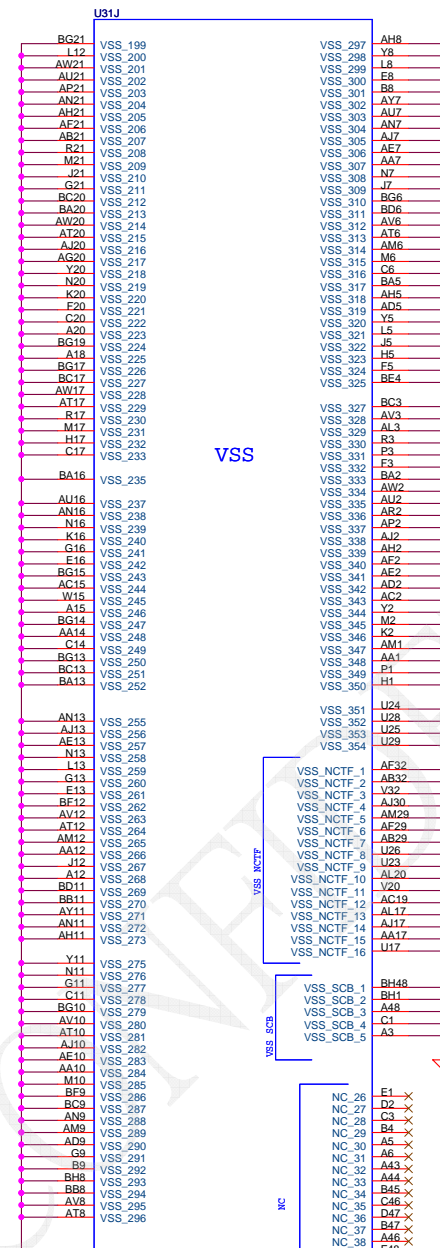 U31J
BG21 VSS_199
L12 VSS_200
AW21 VSS_201
AU21 VSS_202
AP21 VSS_203
AN21 VSS_204
AH21 VSS_205
AF21 VSS_206
AB21 VSS_207
R21 VSS_208
M21 VSS_209
J21 VSS_210
G21 VSS_211
BC20 VSS_212
BA20 VSS_213
AW20 VSS_214
AT20 VSS_215
AJ20 VSS_216
AG20 VSS_217
Y20 VSS_218
N20 VSS_219
K20 VSS_220
F20 VSS_221
C20 VSS_222
A20 VSS_223
BG19 VSS_224
A18 VSS_225
BG17 VSS_226
BC17 VSS_227
AW17 VSS_228
AT17 VSS_229
R17 VSS_230
M17 VSS_231
H17 VSS_232
C17 VSS_233
BA16 VSS_235
AU16 VSS_237
AN16 VSS_238
N16 VSS_239
K16 VSS_240
G16 VSS_241
E16 VSS_242
BG15 VSS_243
AC15 VSS_244
W15 VSS_245
A15 VSS_246
BG14 VSS_247
AA14 VSS_248
C14 VSS_249
BG13 VSS_250
BC13 VSS_251
BA13 VSS_252
AN13 VSS_255
AJ13 VSS_256
AE13 VSS_257
N13 VSS_258
L13 VSS_259
G13 VSS_260
E13 VSS_261
BF12 VSS_262
AV12 VSS_263
AT12 VSS_264
AM12 VSS_265
AA12 VSS_266
J12 VSS_267
A12 VSS_268
BD11 VSS_269
BB11 VSS_270
AY11 VSS_271
AN11 VSS_272
AH11 VSS_273
Y11 VSS_275
N11 VSS_276
G11 VSS_277
C11 VSS_278
BG10 VSS_279
AV10 VSS_280
AT10 VSS_281
AJ10 VSS_282
AE10 VSS_283
AA10 VSS_284
M10 VSS_285
BF9 VSS_286
BC9 VSS_287
AN9 VSS_288
AM9 VSS_289
AD9 VSS_290
G9 VSS_291
B9 VSS_292
BH8 VSS_293
BB8 VSS_294
AV8 VSS_295
AT8 VSS_296
VSS
VSS_297 AH8
VSS_298 Y8
VSS_299 L8
VSS_300 E8
VSS_301 B8
VSS_302 AY7
VSS_303 AU7
VSS_304 AN7
VSS_305 AJ7
VSS_306 AE7
VSS_307 AA7
VSS_308 N7
VSS_309 J7
VSS_310 BG6
VSS_311 BD6
VSS_312 AV6
VSS_313 AT6
VSS_314 AM6
VSS_315 M6
VSS_316 C6
VSS_317 BA5
VSS_318 AH5
VSS_319 AD5
VSS_320 Y5
VSS_321 L5
VSS_322 J5
VSS_323 H5
VSS_324 F5
VSS_325 BE4
VSS_327 BC3
VSS_328 AV3
VSS_329 AL3
VSS_330 R3
VSS_331 P3
VSS_332 F3
VSS_333 BA2
VSS_334 AW2
VSS_335 AU2
VSS_336 AR2
VSS_337 AP2
VSS_338 AJ2
VSS_339 AH2
VSS_340 AF2
VSS_341 AE2
VSS_342 AD2
VSS_343 AC2
VSS_344 Y2
VSS_345 M2
VSS_346 K2
VSS_347 AM1
VSS_348 AA1
VSS_349 P1
VSS_350 H1
VSS_351 U24
VSS_352 U28
VSS_353 U25
VSS_354 U29
VSS NCTF
VSS_NCTF_1 AF32
VSS_NCTF_2 AB32
VSS_NCTF_3 V32
VSS_NCTF_4 AJ30
VSS_NCTF_5 AM29
VSS_NCTF_6 AF29
VSS_NCTF_7 AB29
VSS_NCTF_8 U26
VSS_NCTF_9 U23
VSS_NCTF_10 AL20
VSS_NCTF_11 V20
VSS_NCTF_12 AC19
VSS_NCTF_13 AL17
VSS_NCTF_14 AJ17
VSS_NCTF_15 AA17
VSS_NCTF_16 U17
VSS SCB
VSS_SCB_1 BH48
VSS_SCB_2 BH1
VSS_SCB_3 A48
VSS_SCB_4 C1
VSS_SCB_5 A3
NC
NC_26 E1
NC_27 D2
NC_28 C3
NC_29 B4
NC_30 A5
NC_31 A6
NC_32 A43
NC_33 A44
NC_34 B45
NC_35 C46
NC_36 D47
NC_37 B47
NC_38 A46